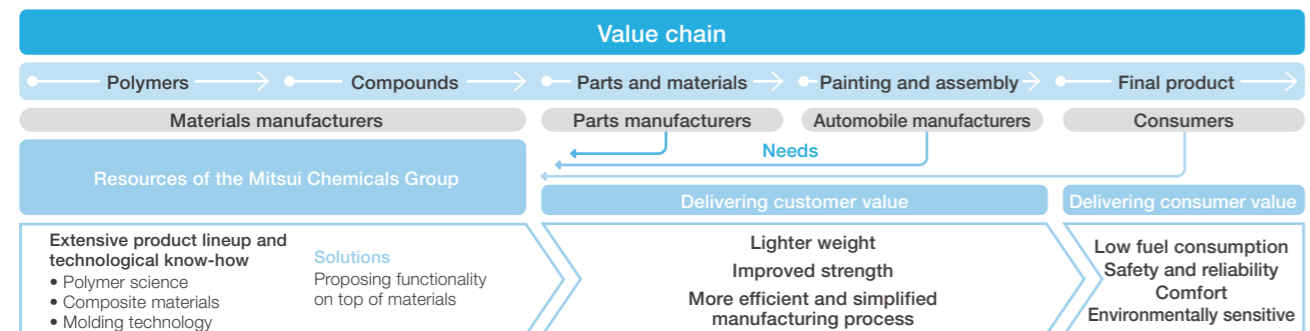 Value chain
Polymers
Compounds
Parts and materials
Painting and assembly
Final product
Materials manufacturers
Parts manufacturers
Automobile manufacturers
Consumers
Needs
Resources of the Mitsui Chemicals Group
Delivering customer value
Delivering consumer value
Extensive product lineup and
technological know-how
• Polymer science
• Composite materials
• Molding technology
Solutions
Proposing functionality
on top of materials
Lighter weight
Improved strength
More efficient and simplified
manufacturing process
Low fuel consumption
Safety and reliability
Comfort
Environmentally sensitive